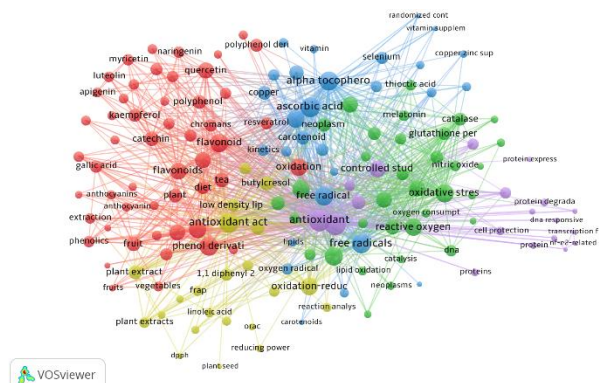 randomized cont
vitamin supplem
naringenin
polyphenol deri
vitamin
myricetin
selenium
copper-zinc sup
luteolin
quercetin
alpha tocophero
thioctic acid
apigenin
copper
polyphenol
ascorbic acid
catalase
kaempferol
resveratrol
melatonin
chromans
neoplasm
glutathione per
catechin
flavonoid
carotenoid
kinetics
gallic acid
flavonoids
oxidation
controlled stud
nitric oxide
protein expres
tea
plant
diet
butylcresol
anthocyanins
free radical
oxidative stres
anthocyanin
low density lip
protein degrada
extraction
antioxidant act
antioxidant
oxygen consumpt
dna responsive
reactive oxygen
cell protection
transcription f
phenolics
fruit
phenol derivati
lipids
free radicals
dna
protein
nf-e2-related
plant extract
1,1 diphenyl 2
oxygen radical
lipid oxidation
catalysis
proteins
fruits
vegetables
frap
oxidation-reduc
neoplasms
linoleic acid
reaction analys
plant extracts
orac
carotenoids
dpph
reducing power
plant seed
VOSviewer